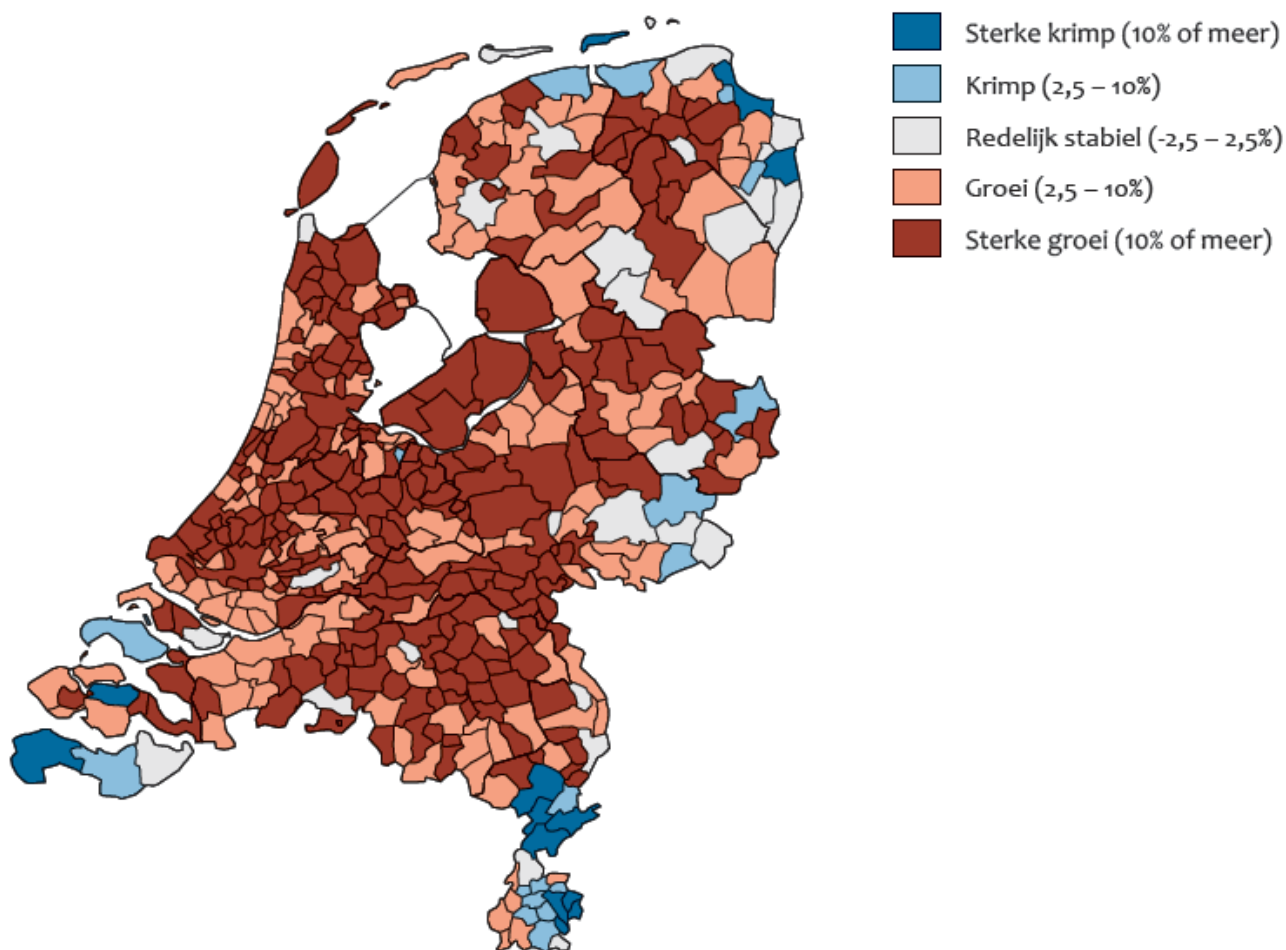 Sterke krimp (10% of meer)
Krimp (2,5 – 10%)
Redelijk stabiel (-2,5 – 2,5%)
Groei (2,5 – 10%)
Sterke groei (10% of meer)